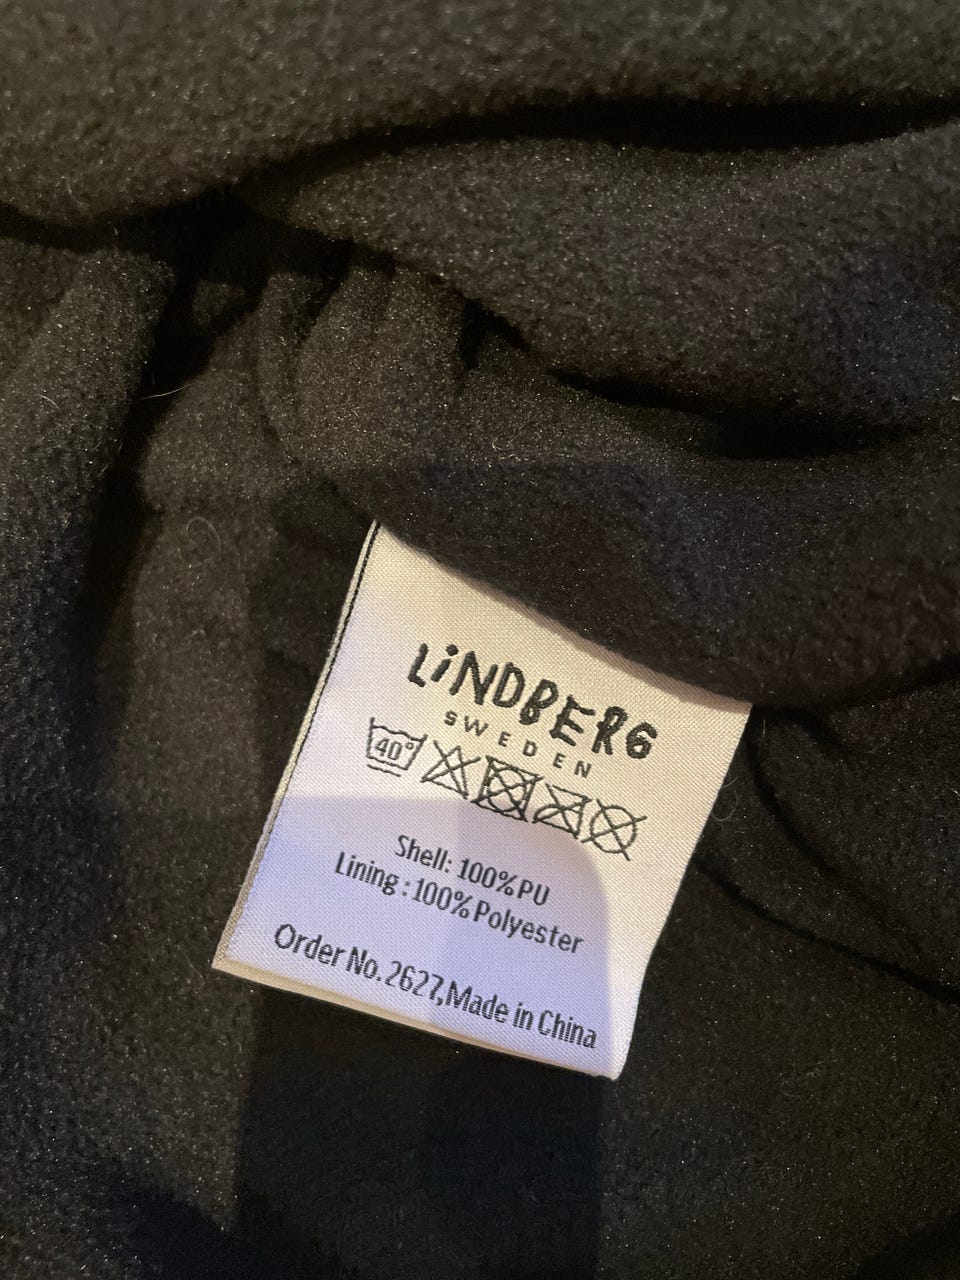 LiNDBERG
SWEDEN
40°
Shell: 100%PU
Lining : 100%Polyester
Order No. 2627,Made in China